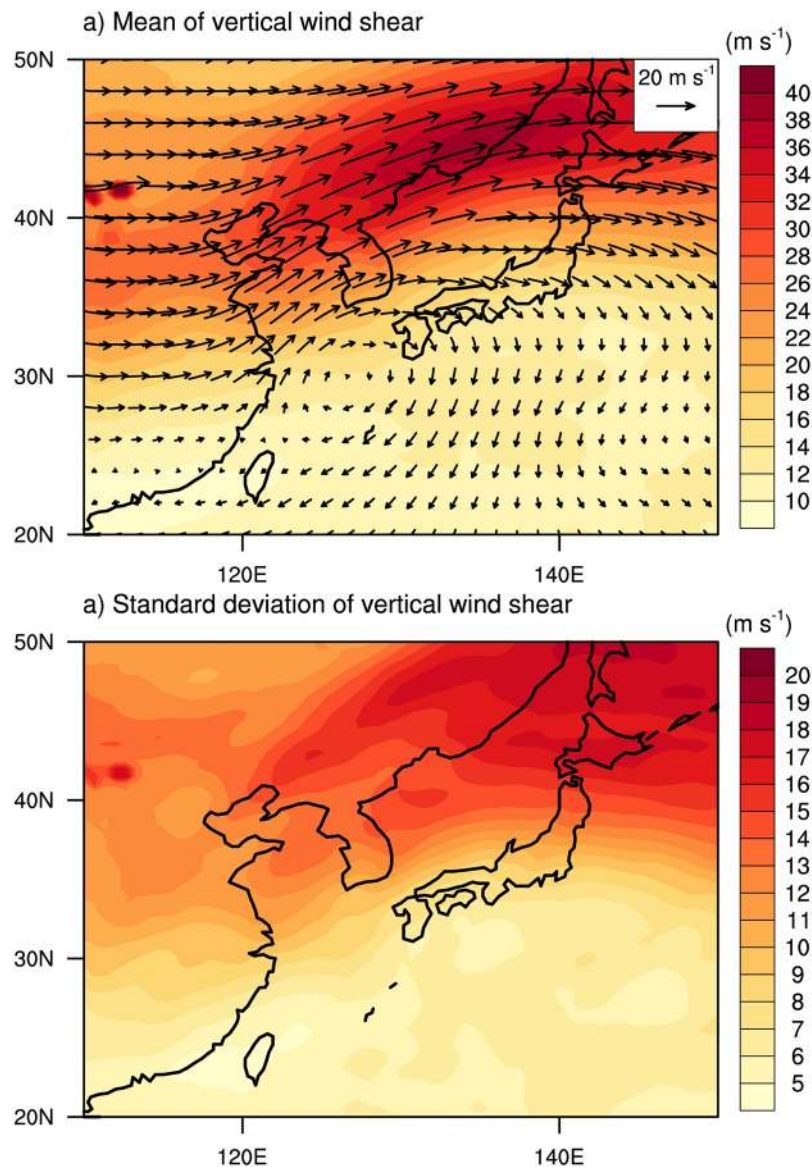 a) Mean of vertical wind shear
(m s⁻¹)
50N
20 m s⁻¹
40
38
36
34
32
30
28
26
24
22
20
18
16
14
12
10
40N
30N
20N
120E
140E
a) Standard deviation of vertical wind shear
(m s⁻¹)
50N
20
19
18
17
16
15
14
13
12
11
10
9
8
7
6
5
40N
30N
20N
120E
140E